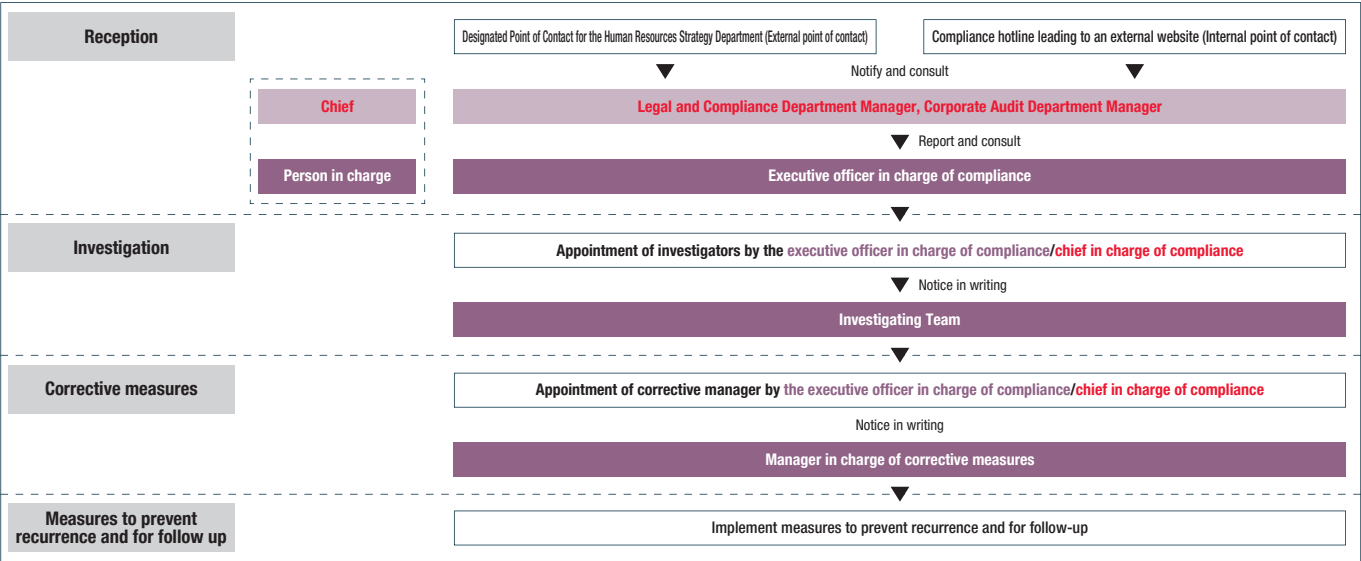 Reception
Designated Point of Contact for the Human Resources Strategy Department (External point of contact)
Compliance hotline leading to an external website (Internal point of contact)
Notify and consult
Chief
Legal and Compliance Department Manager, Corporate Audit Department Manager
Report and consult
Person in charge
Executive officer in charge of compliance
Investigation
Appointment of investigators by the executive officer in charge of compliance/chief in charge of compliance
Notice in writing
Investigating Team
Corrective measures
Appointment of corrective manager by the executive officer in charge of compliance/chief in charge of compliance
Notice in writing
Manager in charge of corrective measures
Measures to prevent
recurrence and for follow up
Implement measures to prevent recurrence and for follow-up